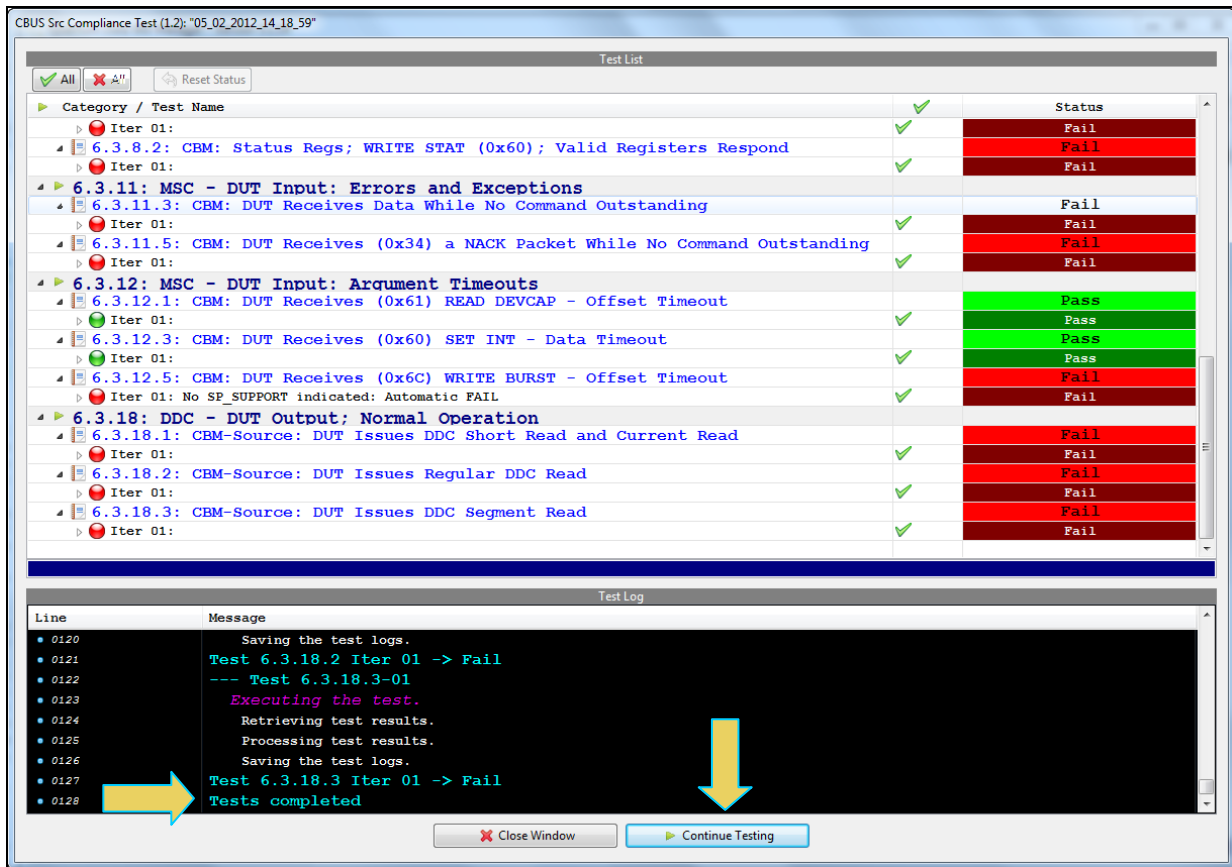 CBUS Src Compliance Test (1.2): "05_02_2012_14_18_59"
Test List
All All Reset Status
Category / Test Name Status
Iter 01: Fail
6.3.8.2: CBM: Status Regs; WRITE STAT (0x60); Valid Registers Respond Fail
Iter 01: Fail
6.3.11: MSC - DUT Input: Errors and Exceptions
6.3.11.3: CBM: DUT Receives Data While No Command Outstanding Fail
Iter 01: Fail
6.3.11.5: CBM: DUT Receives (0x34) a NACK Packet While No Command Outstanding Fail
Iter 01: Fail
6.3.12: MSC - DUT Input: Argument Timeouts
6.3.12.1: CBM: DUT Receives (0x61) READ DEVCAP - Offset Timeout Pass
Iter 01: Pass
6.3.12.3: CBM: DUT Receives (0x60) SET INT - Data Timeout Pass
Iter 01: Pass
6.3.12.5: CBM: DUT Receives (0x6C) WRITE BURST - Offset Timeout Fail
Iter 01: No SP_SUPPORT indicated: Automatic FAIL Fail
6.3.18: DDC - DUT Output; Normal Operation
6.3.18.1: CBM-Source: DUT Issues DDC Short Read and Current Read Fail
Iter 01: Fail
6.3.18.2: CBM-Source: DUT Issues Regular DDC Read Fail
Iter 01: Fail
6.3.18.3: CBM-Source: DUT Issues DDC Segment Read Fail
Iter 01: Fail
Test Log
Line Message
0120 Saving the test logs.
0121 Test 6.3.18.2 Iter 01 -> Fail
0122 --- Test 6.3.18.3-01
0123 Executing the test.
0124 Retrieving test results.
0125 Processing test results.
0126 Saving the test logs.
0127 Test 6.3.18.3 Iter 01 -> Fail
0128 Tests completed
Close Window Continue Testing